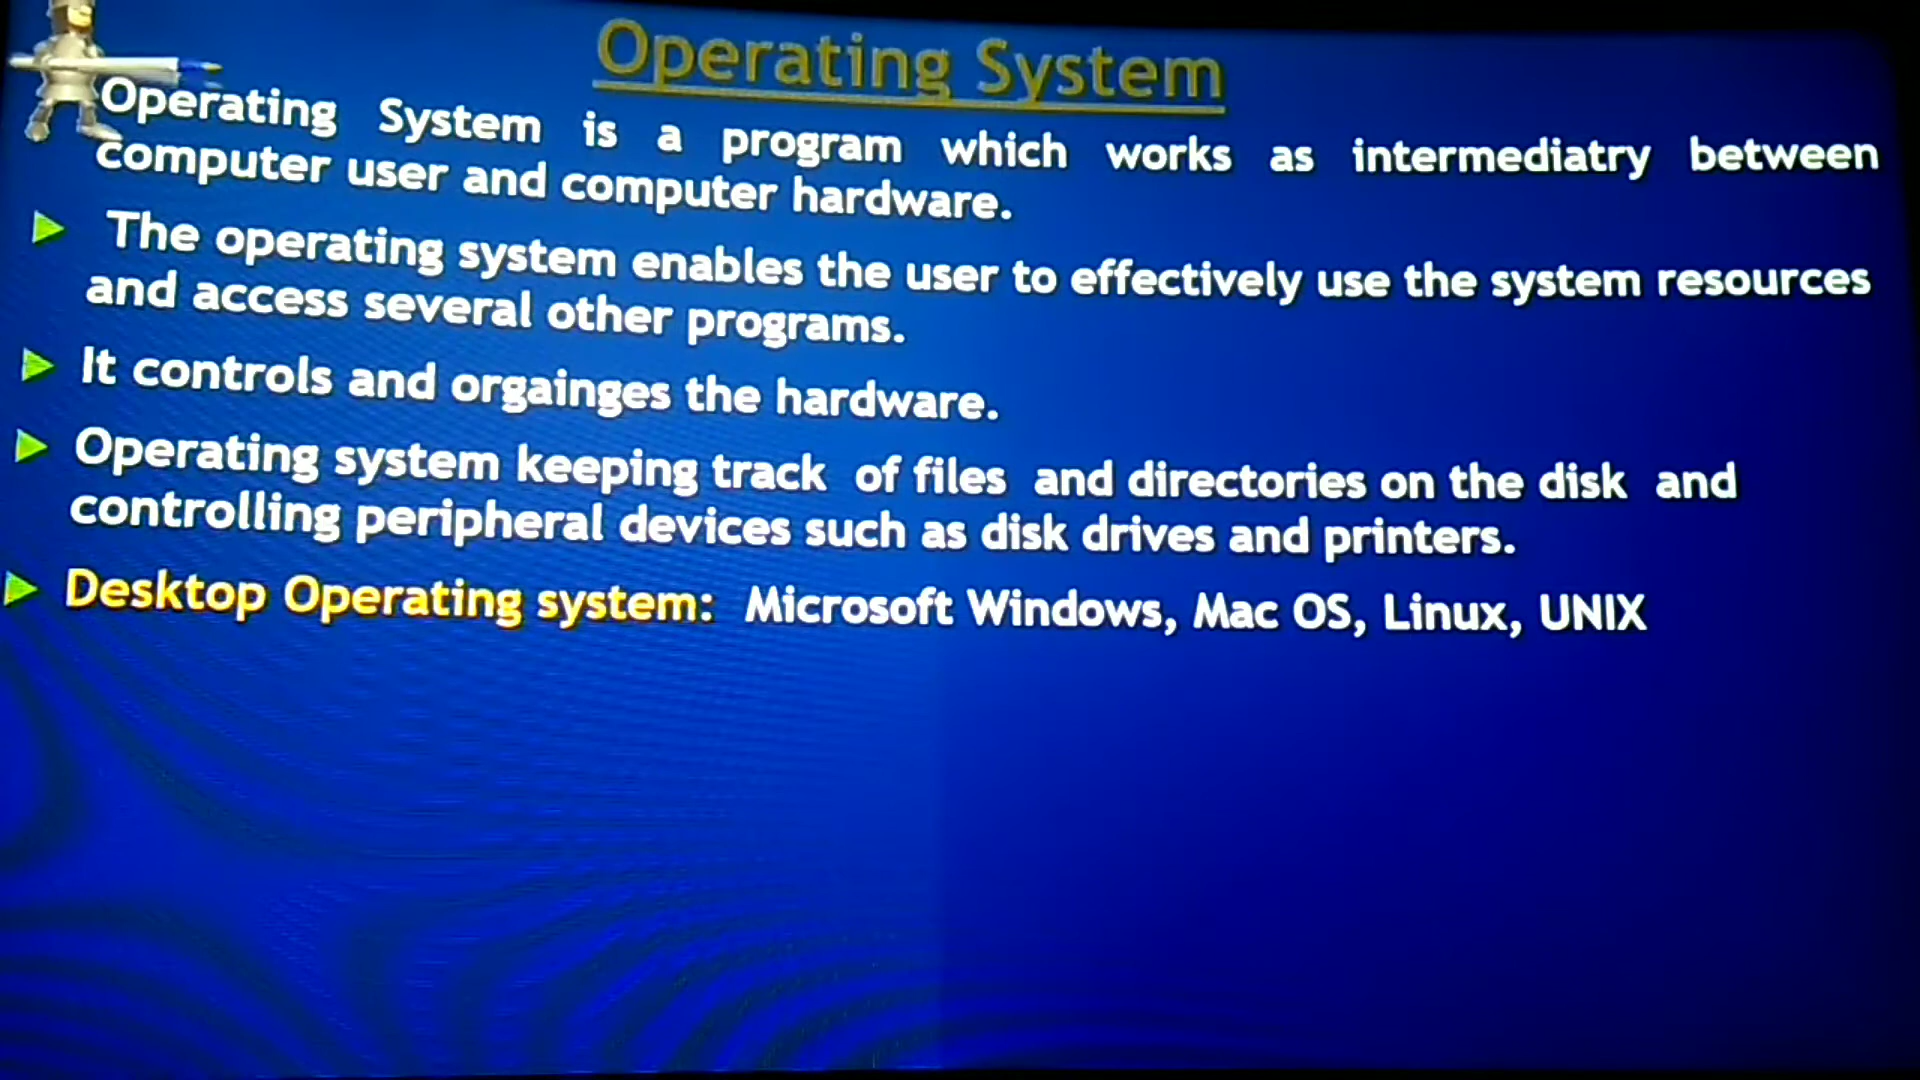 Operating System
Operating System is a program which works as intermediatry between
computer user and computer hardware.
The operating system enables the user to effectively use the system resources
and access several other programs.
It controls and orgainges the hardware.
Operating system keeping track of files and directories on the disk and
controlling peripheral devices such as disk drives and printers.
Desktop Operating system: Microsoft Windows, Mac OS, Linux, UNIX